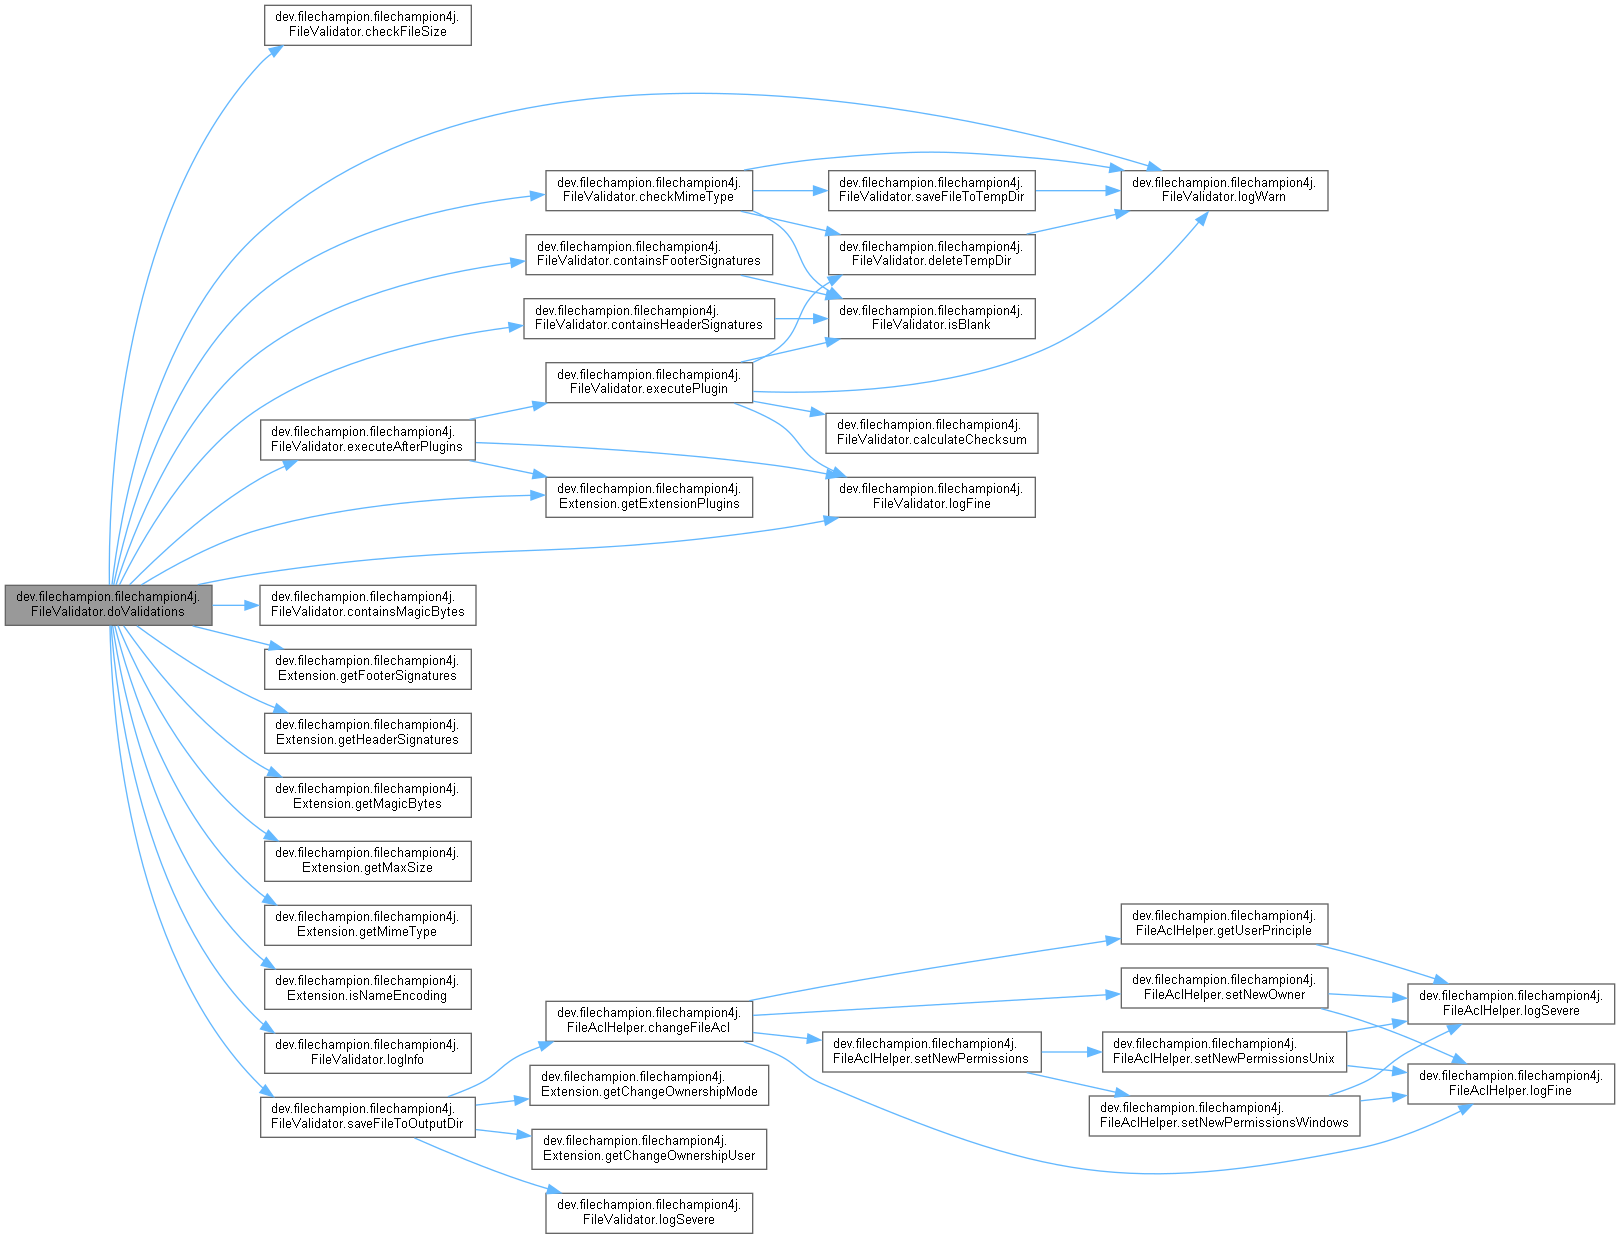 dev.filechampion.filechampion4j.
FileValidator.checkFileSize
dev.filechampion.filechampion4j.
FileValidator.checkMimeType
dev.filechampion.filechampion4j.
FileValidator.saveFileToTempDir
dev.filechampion.filechampion4j.
FileValidator.logWarn
dev.filechampion.filechampion4j.
FileValidator.containsFooterSignatures
dev.filechampion.filechampion4j.
FileValidator.deleteTempDir
dev.filechampion.filechampion4j.
FileValidator.containsHeaderSignatures
dev.filechampion.filechampion4j.
FileValidator.isBlank
dev.filechampion.filechampion4j.
FileValidator.executePlugin
dev.filechampion.filechampion4j.
FileValidator.executeAfterPlugins
dev.filechampion.filechampion4j.
FileValidator.calculateChecksum
dev.filechampion.filechampion4j.
Extension.getExtensionPlugins
dev.filechampion.filechampion4j.
FileValidator.logFine
dev.filechampion.filechampion4j.
FileValidator.doValidations
dev.filechampion.filechampion4j.
FileValidator.containsMagicBytes
dev.filechampion.filechampion4j.
Extension.getFooterSignatures
dev.filechampion.filechampion4j.
Extension.getHeaderSignatures
dev.filechampion.filechampion4j.
Extension.getMagicBytes
dev.filechampion.filechampion4j.
Extension.getMaxSize
dev.filechampion.filechampion4j.
Extension.getMimeType
dev.filechampion.filechampion4j.
Extension.isNameEncoding
dev.filechampion.filechampion4j.
FileValidator.logInfo
dev.filechampion.filechampion4j.
FileValidator.saveFileToOutputDir
dev.filechampion.filechampion4j.
FileAclHelper.changeFileAcl
dev.filechampion.filechampion4j.
Extension.getChangeOwnershipMode
dev.filechampion.filechampion4j.
Extension.getChangeOwnershipUser
dev.filechampion.filechampion4j.
FileValidator.logSevere
dev.filechampion.filechampion4j.
FileAclHelper.getUserPrinciple
dev.filechampion.filechampion4j.
FileAclHelper.setNewOwner
dev.filechampion.filechampion4j.
FileAclHelper.setNewPermissions
dev.filechampion.filechampion4j.
FileAclHelper.setNewPermissionsUnix
dev.filechampion.filechampion4j.
FileAclHelper.setNewPermissionsWindows
dev.filechampion.filechampion4j.
FileAclHelper.logSevere
dev.filechampion.filechampion4j.
FileAclHelper.logFine